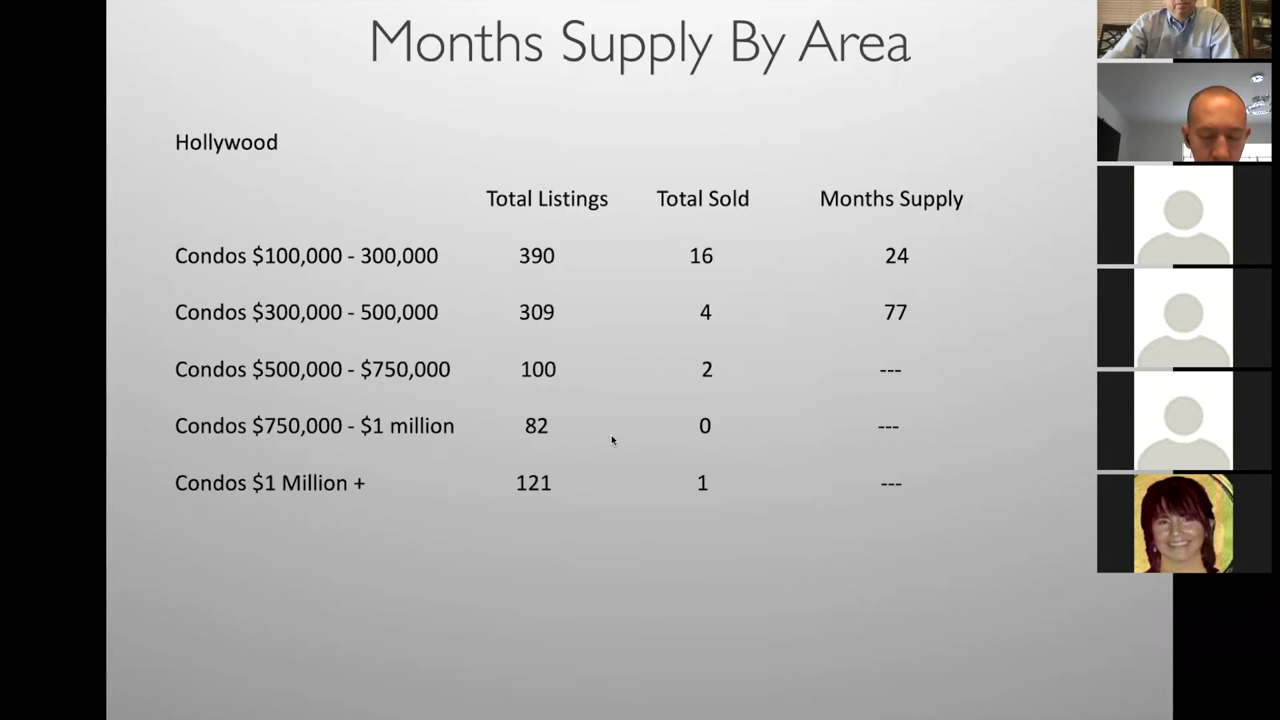 Months Supply By Area
Hollywood
Total Listings Total Sold Months Supply
Condos $100,000 - 300,000 390 16 24
Condos $300,000 - 500,000 309 4 77
Condos $500,000 - $750,000 100 2 ---
Condos $750,000 - $1 million 82 0 ---
Condos $1 Million + 121 1 ---